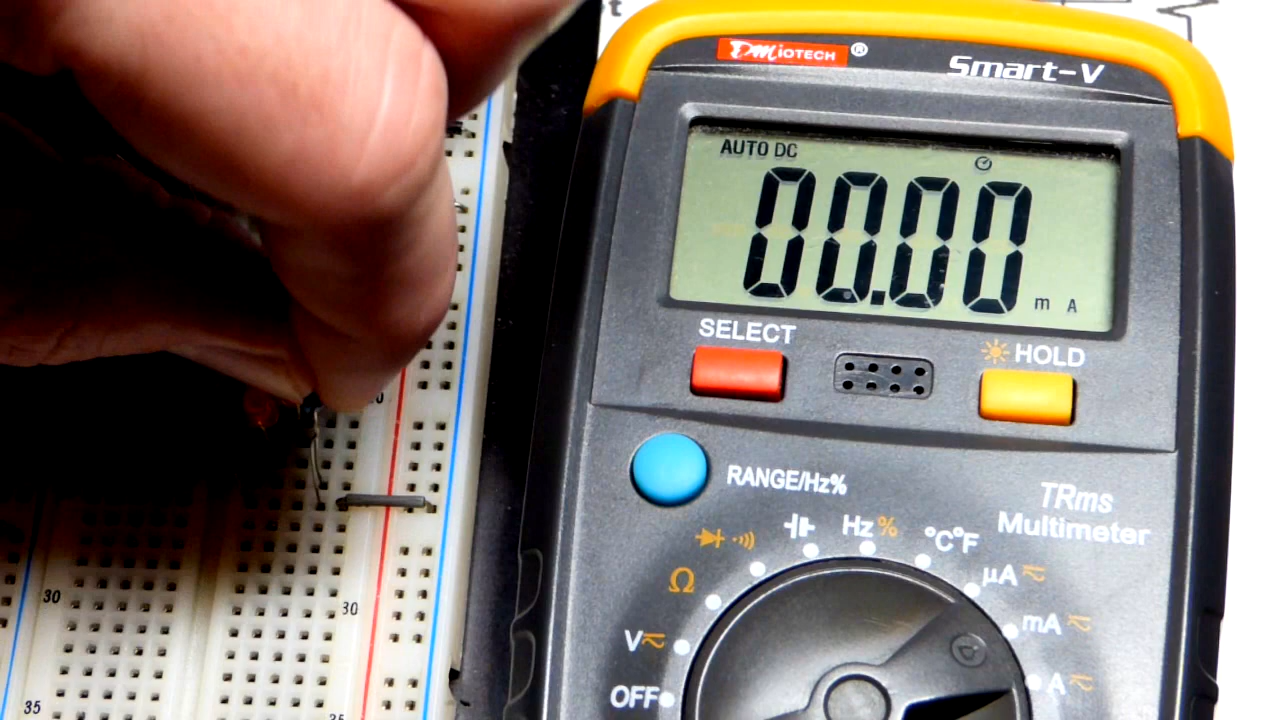 DMiOTECH®
Smart-V
AUTO DC
00.00 m A
SELECT
HOLD
RANGE/Hz%
TRms
Multimeter
Hz %
°C°F
µA
Ω
mA
V
A
OFF
30
30
35